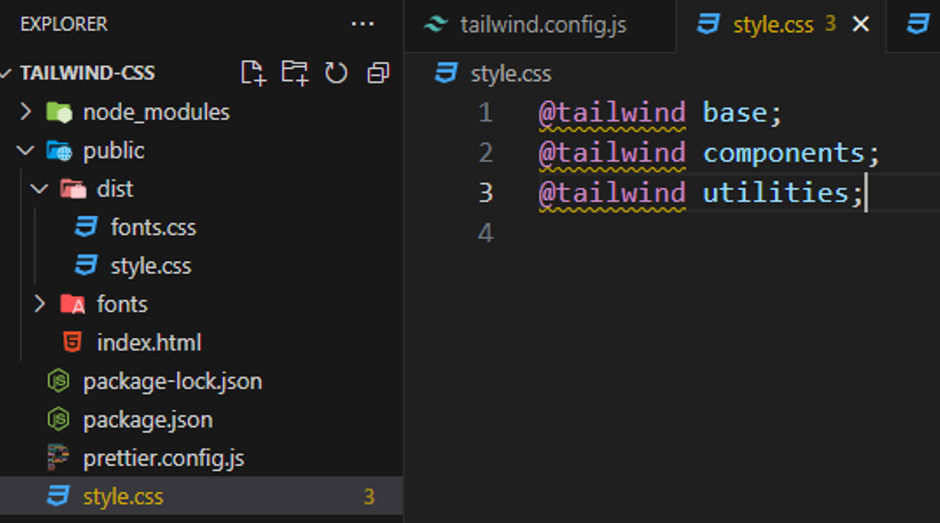 EXPLORER ...
TAILWIND-CSS
node_modules
public
dist
fonts.css
style.css
fonts
index.html
package-lock.json
package.json
prettier.config.js
style.css 3
tailwind.config.js
style.css 3
style.css
1 @tailwind base;
2 @tailwind components;
3 @tailwind utilities;
4